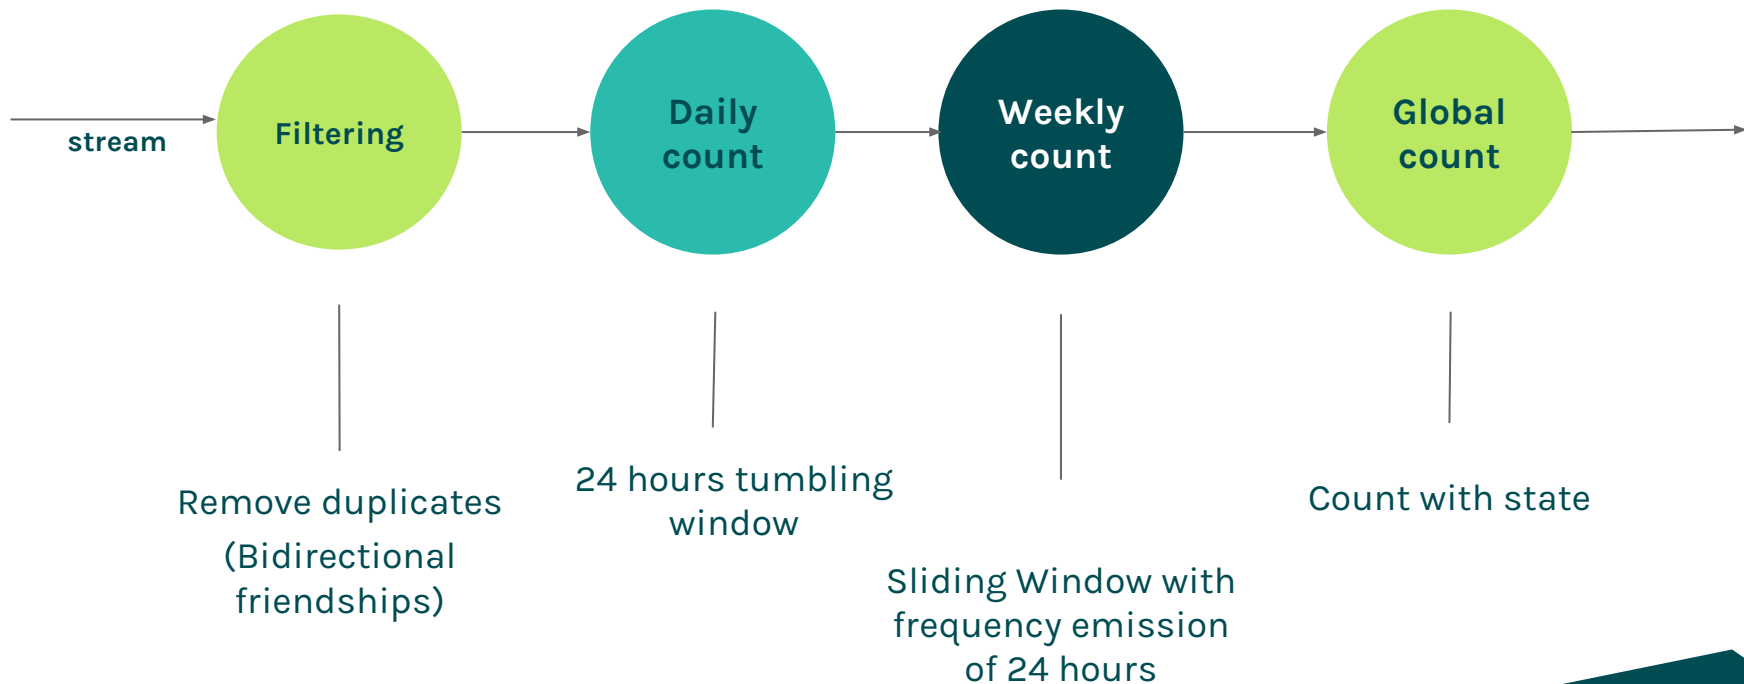 stream
Filtering
Daily
count
Weekly
count
Global
count
Remove duplicates
(Bidirectional
friendships)
24 hours tumbling
window
Sliding Window with
frequency emission
of 24 hours
Count with state